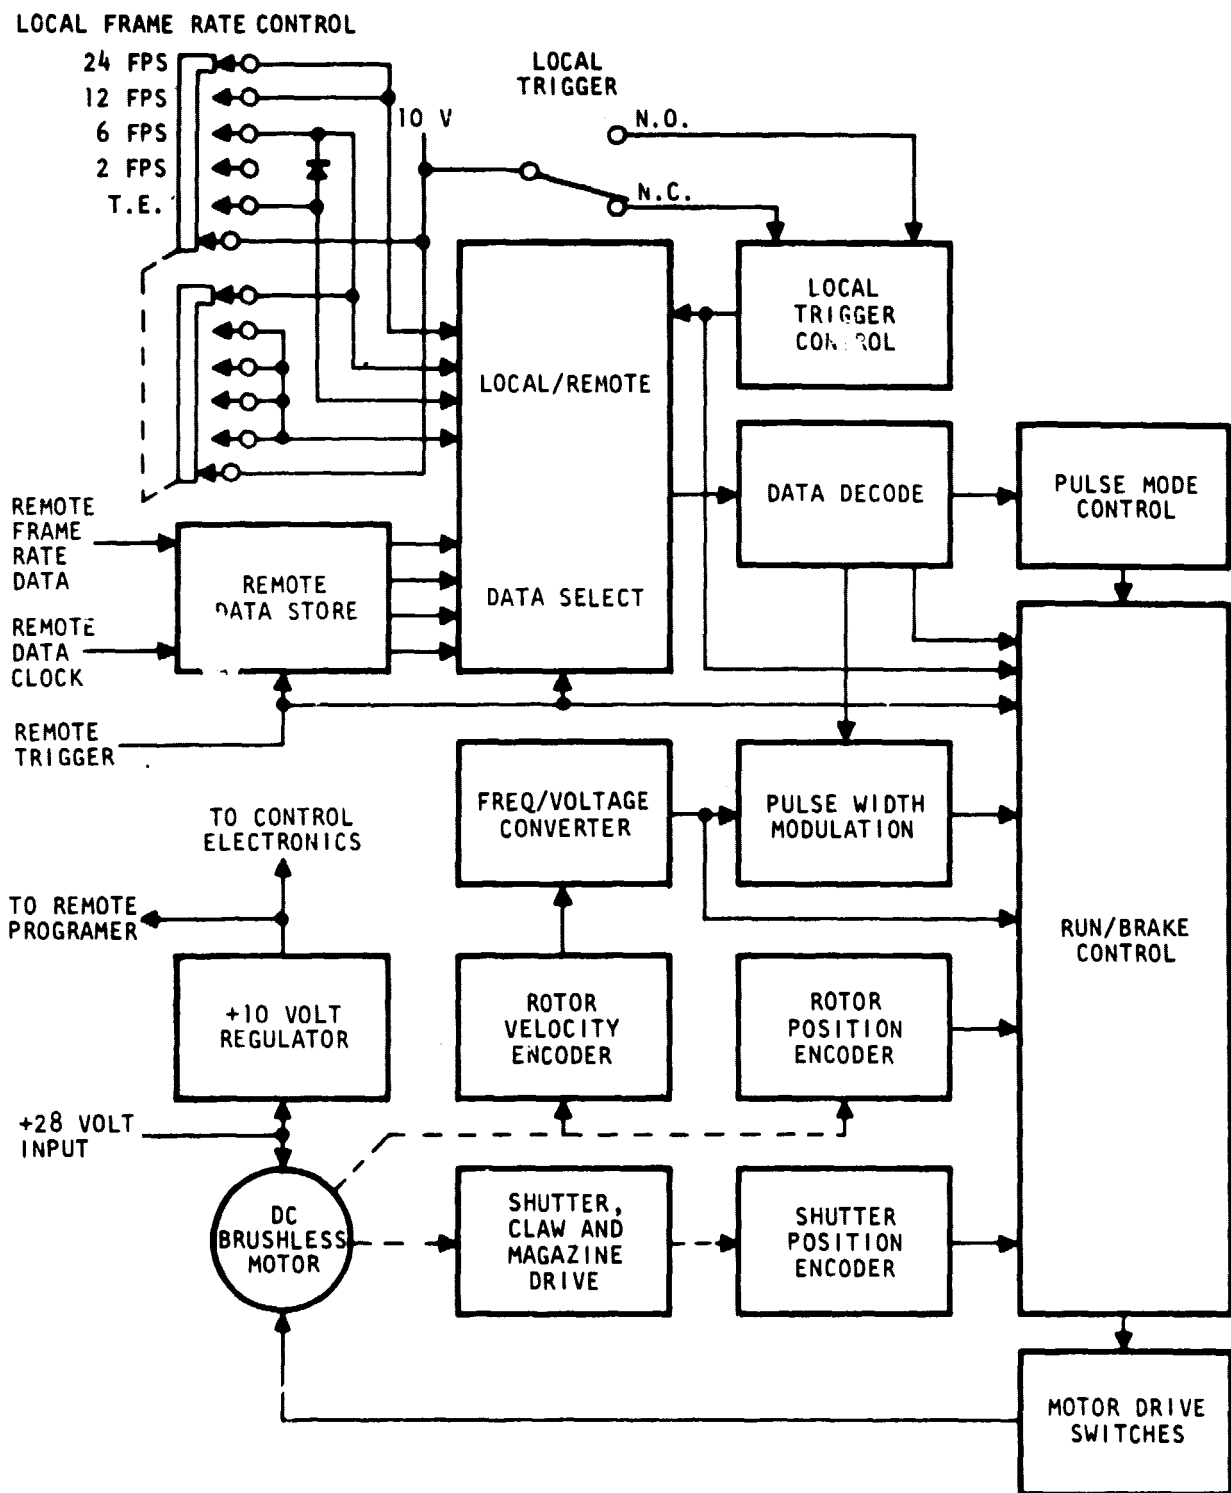 LOCAL FRAME RATE CONTROL
24 FPS
12 FPS
6 FPS
2 FPS
T.E.
10 V
LOCAL
TRIGGER
N.O.
N.C.
LOCAL
TRIGGER
CONTROL
LOCAL/REMOTE
DATA SELECT
DATA DECODE
PULSE MODE
CONTROL
REMOTE
FRAME
RATE
DATA
REMOTE
DATA
CLOCK
REMOTE
DATA STORE
REMOTE
TRIGGER
FREQ/VOLTAGE
CONVERTER
PULSE WIDTH
MODULATION
TO CONTROL
ELECTRONICS
TO REMOTE
PROGRAMER
RUN/BRAKE
CONTROL
+10 VOLT
REGULATOR
ROTOR
VELOCITY
ENCODER
ROTOR
POSITION
ENCODER
+28 VOLT
INPUT
DC
BRUSHLESS
MOTOR
SHUTTER,
CLAW AND
MAGAZINE
DRIVE
SHUTTER
POSITION
ENCODER
MOTOR DRIVE
SWITCHES